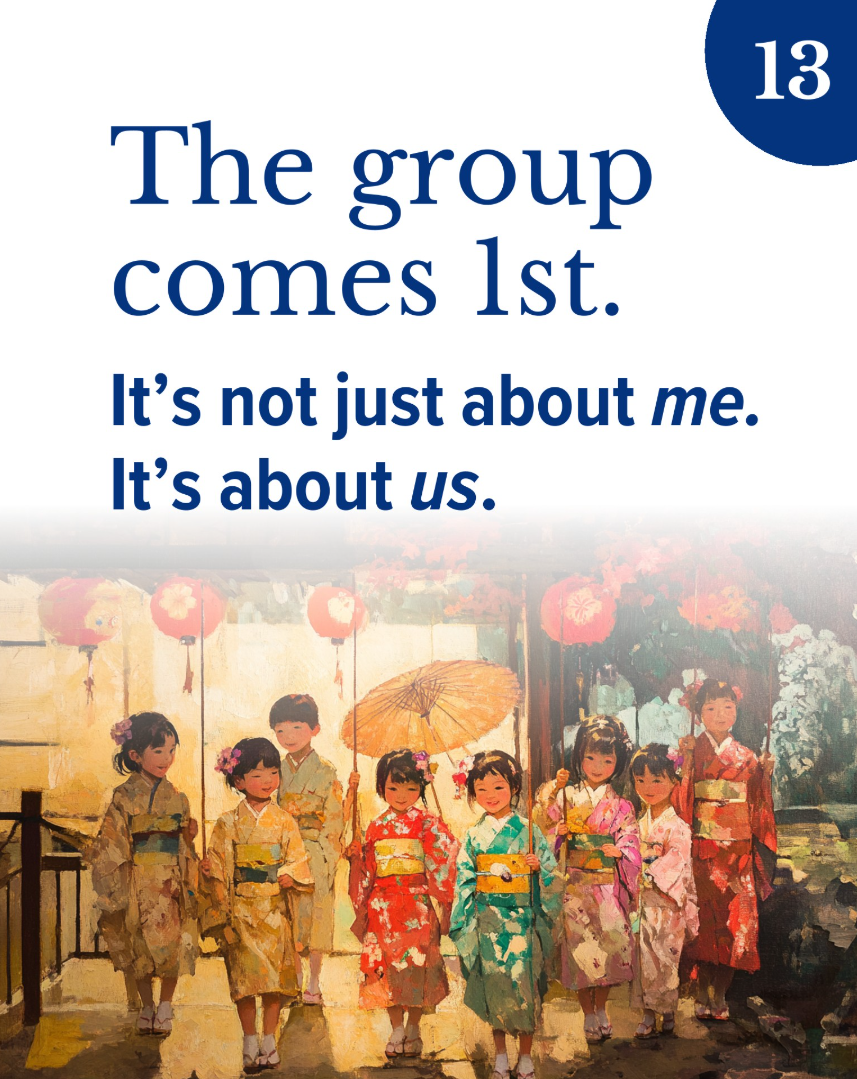 13
The group
comes 1st.
It’s not just about me.
It’s about us.